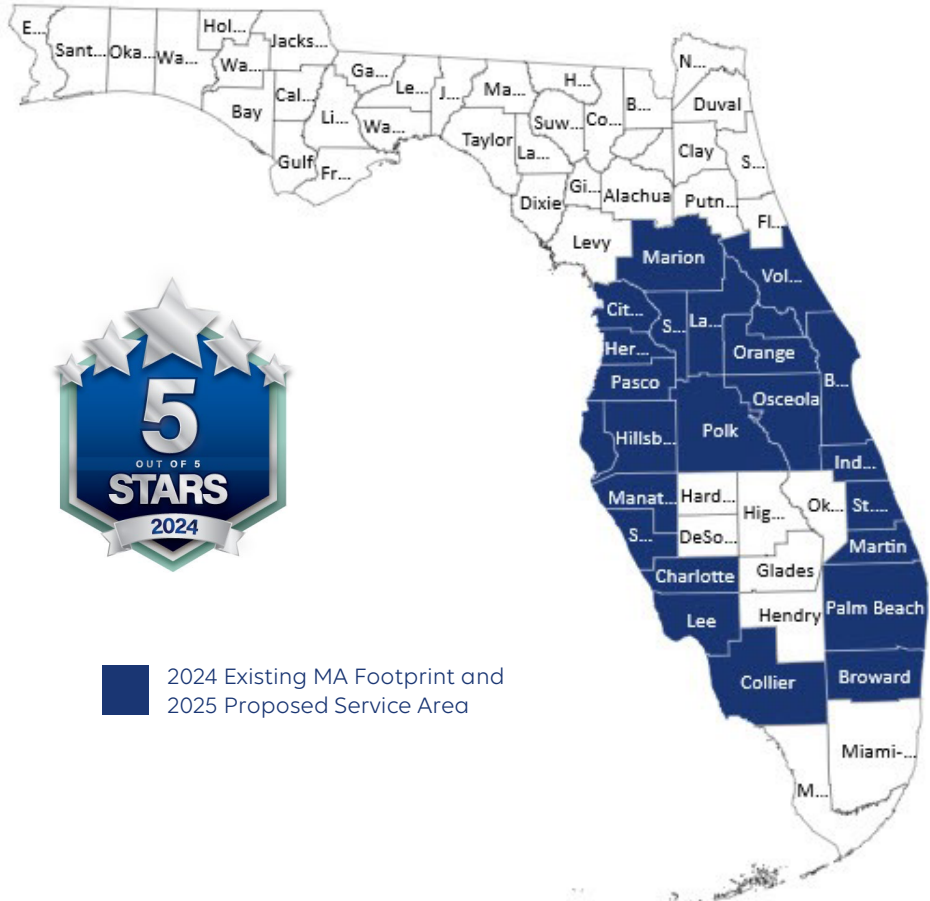 E...
Sant...
Oka...
Wa...
Hol...
Jacks...
Wa...
Bay
Cal...
Gulf
Li...
Fr...
Ga...
Le...
Wa...
J...
Ma...
Taylor
H...
Suw...
La...
Co...
B...
N...
Duval
Clay
S...
Dixie
Gi...
Alachua
Putn...
Fl...
Levy
Marion
Vol...
Cit...
S...
La...
Her...
Orange
Pasco
B...
Osceola
Hillsb...
Polk
Ind...
Manat...
Hard...
Hig...
Ok...
St....
S...
DeSo...
Martin
Charlotte
Glades
Lee
Hendry
Palm Beach
Collier
Broward
Miami-...
M...
5
OUT OF 5
STARS
2024
2024 Existing MA Footprint and
2025 Proposed Service Area